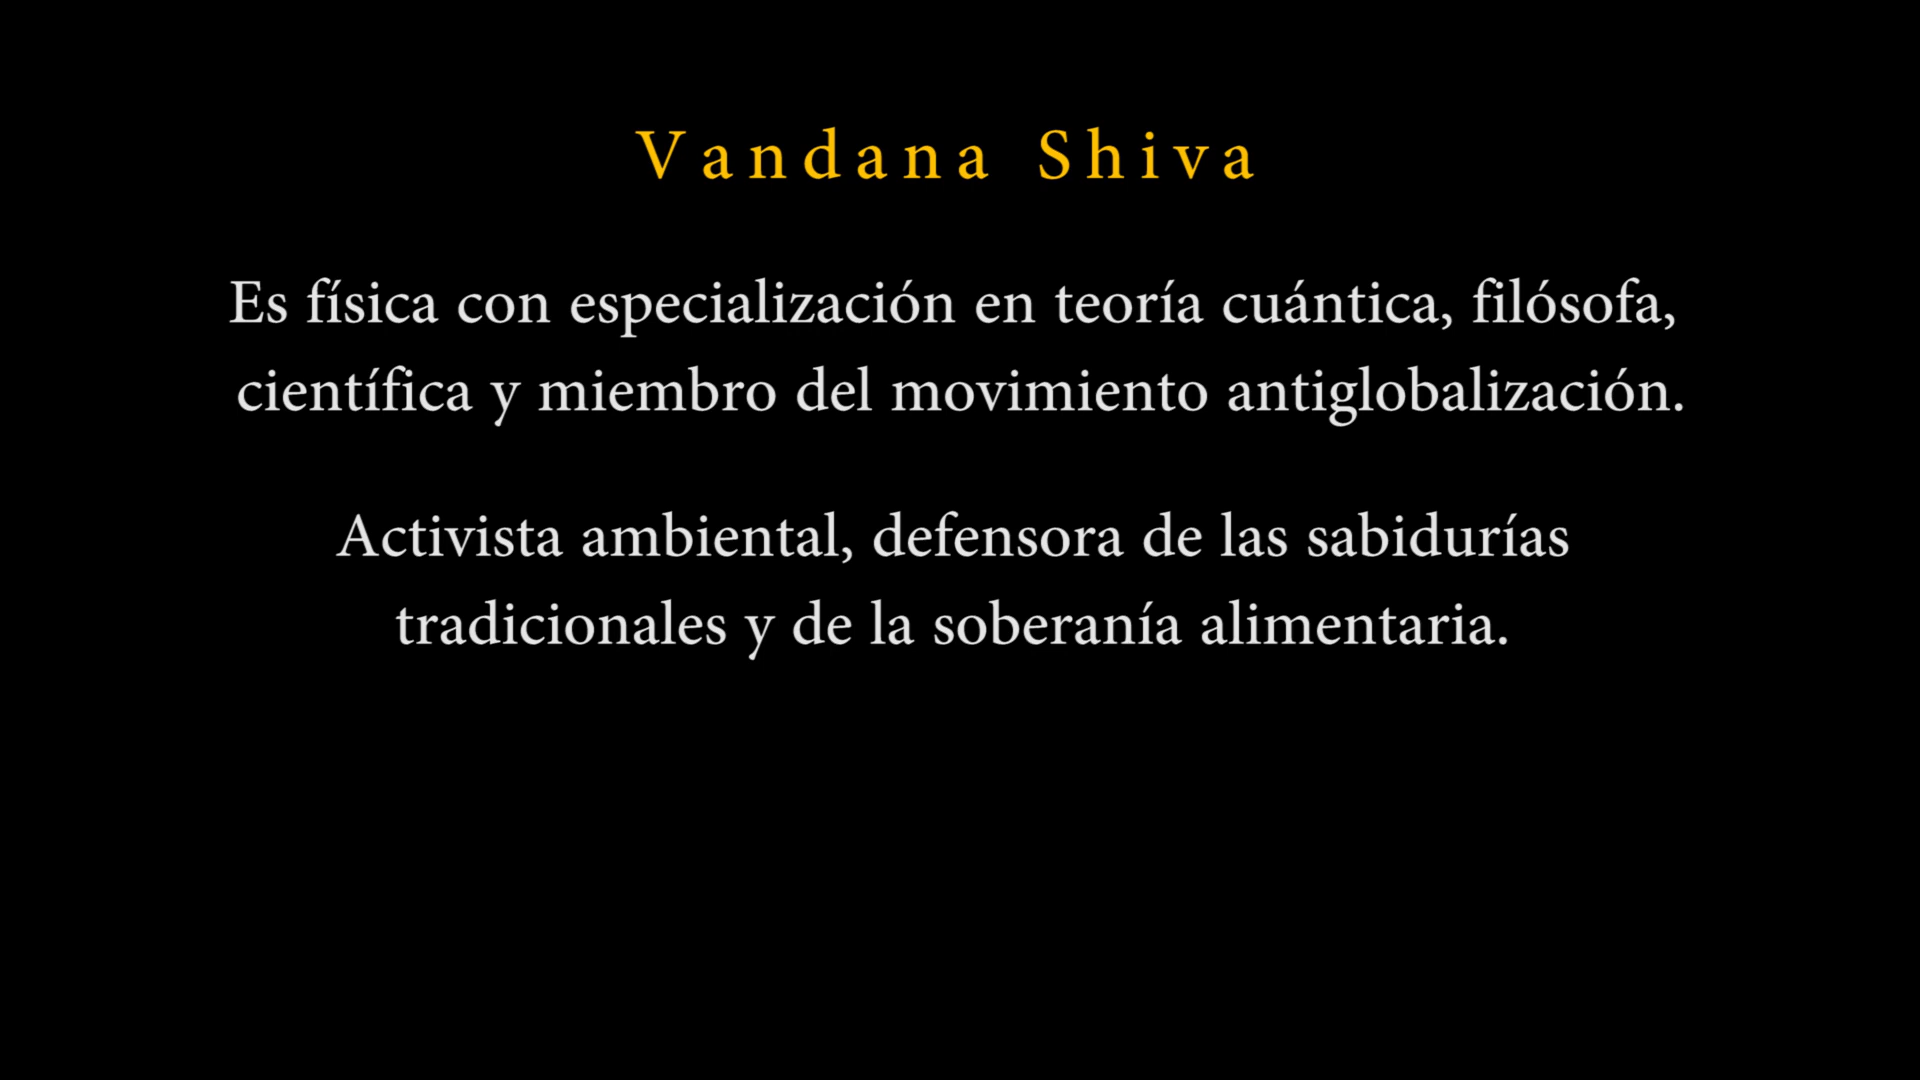 Vandana Shiva
Es física con especialización en teoría cuántica, filósofa,
científica y miembro del movimiento antiglobalización.
Activista ambiental, defensora de las sabidurías
tradicionales y de la soberanía alimentaria.